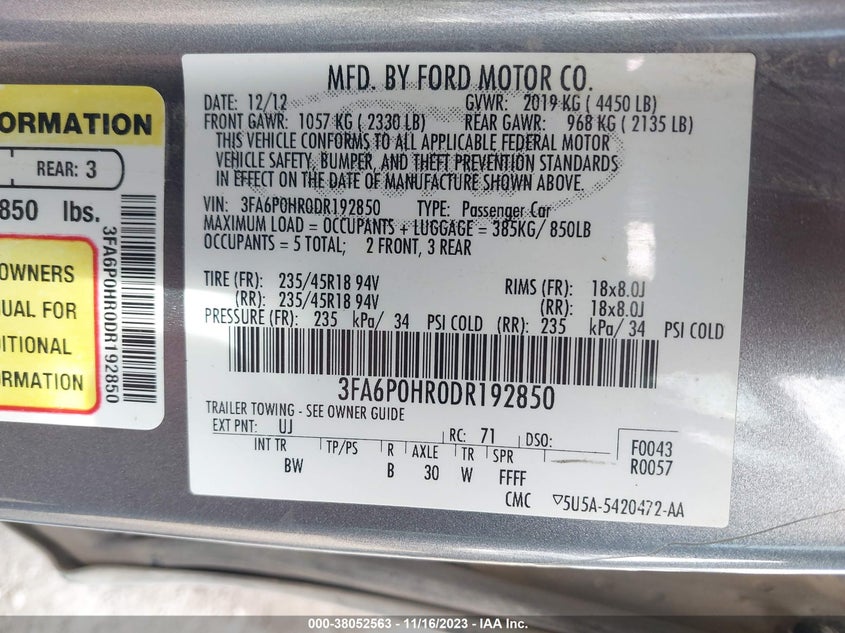 ORMATION
REAR: 3
850 lbs.
OWNERS
UAL FOR
DITIONAL
ORMATION
3FA6P0HR0DR192850
MFD. BY FORD MOTOR CO.
DATE: 12/12 GVWR: 2019 KG ( 4450 LB)
FRONT GAWR: 1057 KG ( 2330 LB) REAR GAWR: 968 KG ( 2135 LB)
THIS VEHICLE CONFORMS TO ALL APPLICABLE FEDERAL MOTOR
VEHICLE SAFETY, BUMPER, AND THEFT PREVENTION STANDARDS
IN EFFECT ON THE DATE OF MANUFACTURE SHOWN ABOVE.
VIN: 3FA6P0HR0DR192850 TYPE: Passenger Car
MAXIMUM LOAD = OCCUPANTS + LUGGAGE = 385KG/ 850LB
OCCUPANTS = 5 TOTAL; 2 FRONT, 3 REAR
TIRE (FR): 235/45R18 94V RIMS (FR): 18x8.0J
(RR): 235/45R18 94V (RR): 18x8.0J
PRESSURE (FR): 235 kPa/ 34 PSI COLD (RR): 235 kPa/ 34 PSI COLD
3FA6P0HR0DR192850
TRAILER TOWING - SEE OWNER GUIDE
EXT PNT: UJ RC: 71 DSO: F0043
INT TR TP/PS R AXLE TR SPR R0057
BW B 30 W FFFF
CMC ▽5U5A-5420472-AA
000-38052563 - 11/16/2023 - IAA Inc.